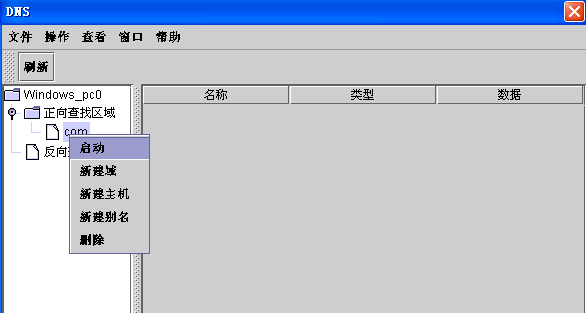 DNS
文件 操作 查看 窗口 帮助
刷新
Windows_pc0
名称 类型 数据
正向查找区域
com
启动
反向
新建域
新建主机
新建别名
删除